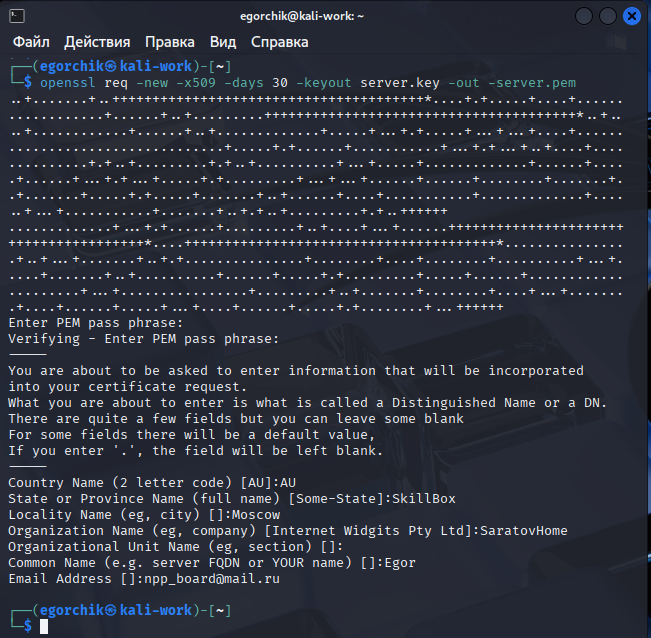 egorchik@kali-work: ~
Файл Действия Правка Вид Справка
┌──(egorchik㉿kali-work)-[~]
└─$ openssl req -new -x509 -days 30 -keyout server.key -out -server.pem
Enter PEM pass phrase:
Verifying - Enter PEM pass phrase:
-----
You are about to be asked to enter information that will be incorporated
into your certificate request.
What you are about to enter is what is called a Distinguished Name or a DN.
There are quite a few fields but you can leave some blank
For some fields there will be a default value,
If you enter '.', the field will be left blank.
-----
Country Name (2 letter code) [AU]:AU
State or Province Name (full name) [Some-State]:SkillBox
Locality Name (eg, city) []:Moscow
Organization Name (eg, company) [Internet Widgits Pty Ltd]:SaratovHome
Organizational Unit Name (eg, section) []:
Common Name (e.g. server FQDN or YOUR name) []:Egor
Email Address []:npp_board@mail.ru
┌──(egorchik㉿kali-work)-[~]
└─$